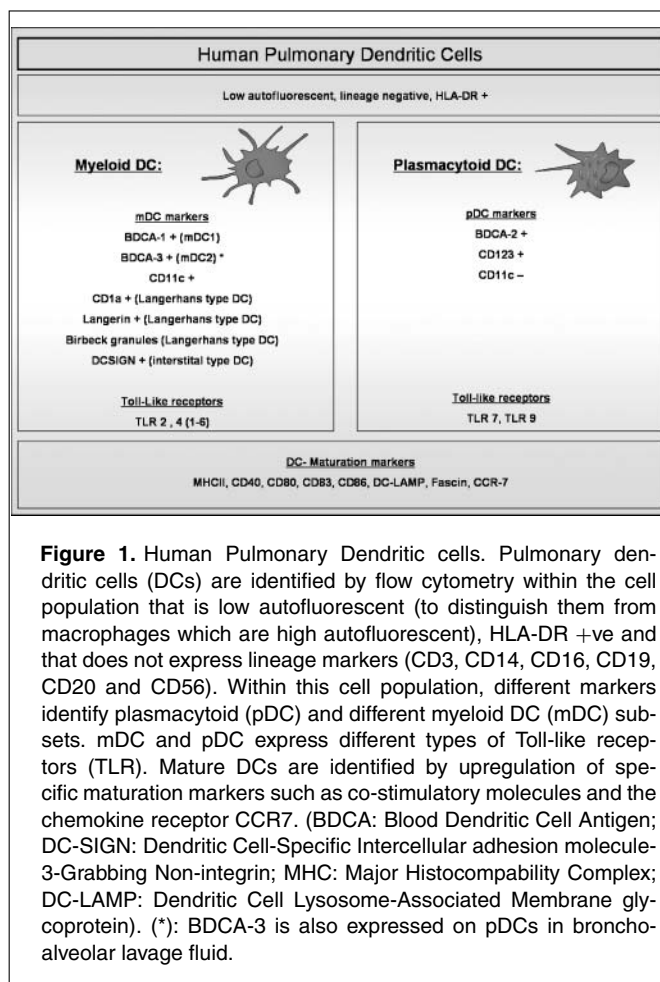 Human Pulmonary Dendritic Cells
Low autofluorescent, lineage negative, HLA-DR +
Myeloid DC:
mDC markers
BDCA-1 + (mDC1)
BDCA-3 + (mDC2) *
CD11c +
CD1a + (Langerhans type DC)
Langerin + (Langerhans type DC)
Birbeck granules (Langerhans type DC)
DCSIGN + (interstital type DC)
Toll-Like receptors
TLR 2 , 4 (1-6)
Plasmacytoid DC:
pDC markers
BDCA-2 +
CD123 +
CD11c –
Toll-like receptors
TLR 7, TLR 9
DC- Maturation markers
MHCII, CD40, CD80, CD83, CD86, DC-LAMP, Fascin, CCR-7
Figure 1. Human Pulmonary Dendritic cells. Pulmonary den-
dritic cells (DCs) are identified by flow cytometry within the cell
population that is low autofluorescent (to distinguish them from
macrophages which are high autofluorescent), HLA-DR +ve and
that does not express lineage markers (CD3, CD14, CD16, CD19,
CD20 and CD56). Within this cell population, different markers
identify plasmacytoid (pDC) and different myeloid DC (mDC) sub-
sets. mDC and pDC express different types of Toll-like recep-
tors (TLR). Mature DCs are identified by upregulation of spe-
cific maturation markers such as co-stimulatory molecules and the
chemokine receptor CCR7. (BDCA: Blood Dendritic Cell Antigen;
DC-SIGN: Dendritic Cell-Specific Intercellular adhesion molecule-
3-Grabbing Non-integrin; MHC: Major Histocompability Complex;
DC-LAMP: Dendritic Cell Lysosome-Associated Membrane gly-
coprotein). (*): BDCA-3 is also expressed on pDCs in broncho-
alveolar lavage fluid.